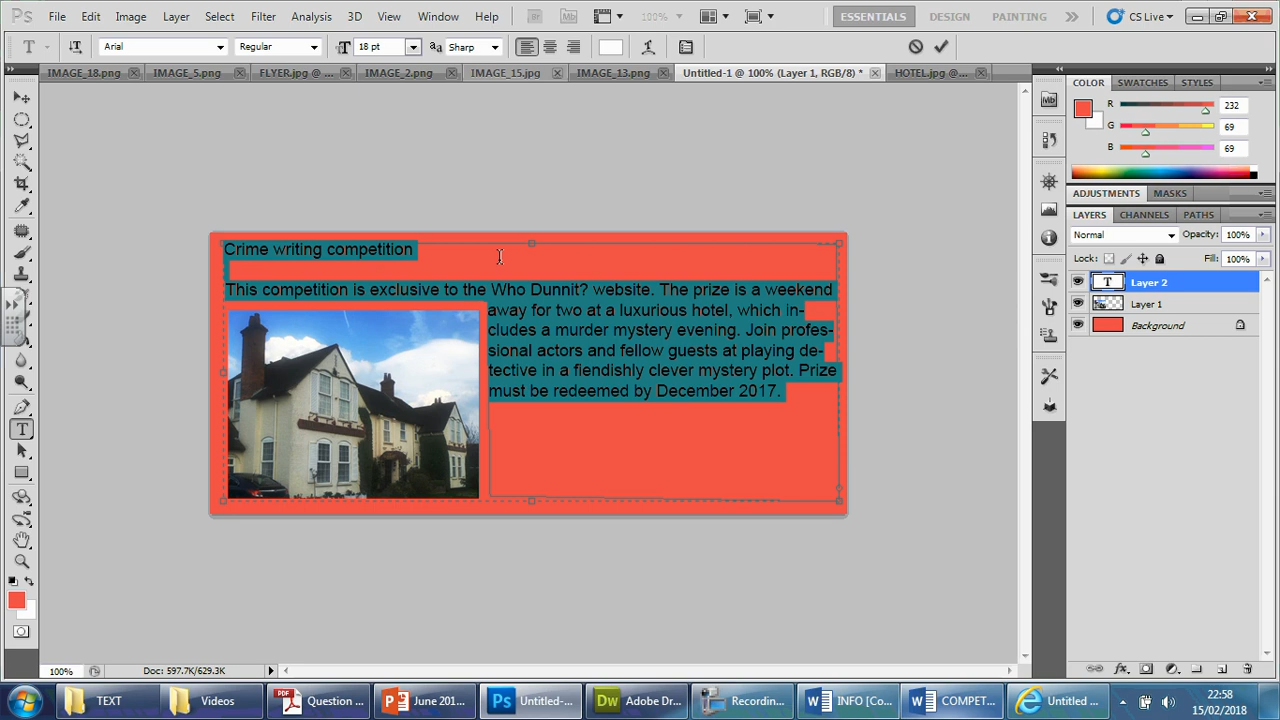 Ps File Edit Image Layer Select Filter Analysis 3D View Window Help Br Mb 100% ESSENTIALS DESIGN PAINTING CS Live
T Arial Regular 18 pt aa Sharp
IMAGE_18.png IMAGE_5.png FLYER.jpg @ ... IMAGE_2.png IMAGE_15.jpg IMAGE_13.png Untitled-1 @ 100% (Layer 1, RGB/8) * HOTEL.jpg @...
COLOR SWATCHES STYLES
R 232
G 69
B 69
ADJUSTMENTS MASKS
LAYERS CHANNELS PATHS
Normal Opacity: 100%
Lock: Fill: 100%
T Layer 2
Layer 1
Background
Crime writing competition
This competition is exclusive to the Who Dunnit? website. The prize is a weekend
away for two at a luxurious hotel, which in-
cludes a murder mystery evening. Join profes-
sional actors and fellow guests at playing de-
tective in a fiendishly clever mystery plot. Prize
must be redeemed by December 2017.
100% Doc: 597.7K/629.3K
TEXT Videos Question ... June 201... Untitled-... Adobe Dr... Recordin... INFO [Co... COMPET... Untitled ...
22:58
15/02/2018